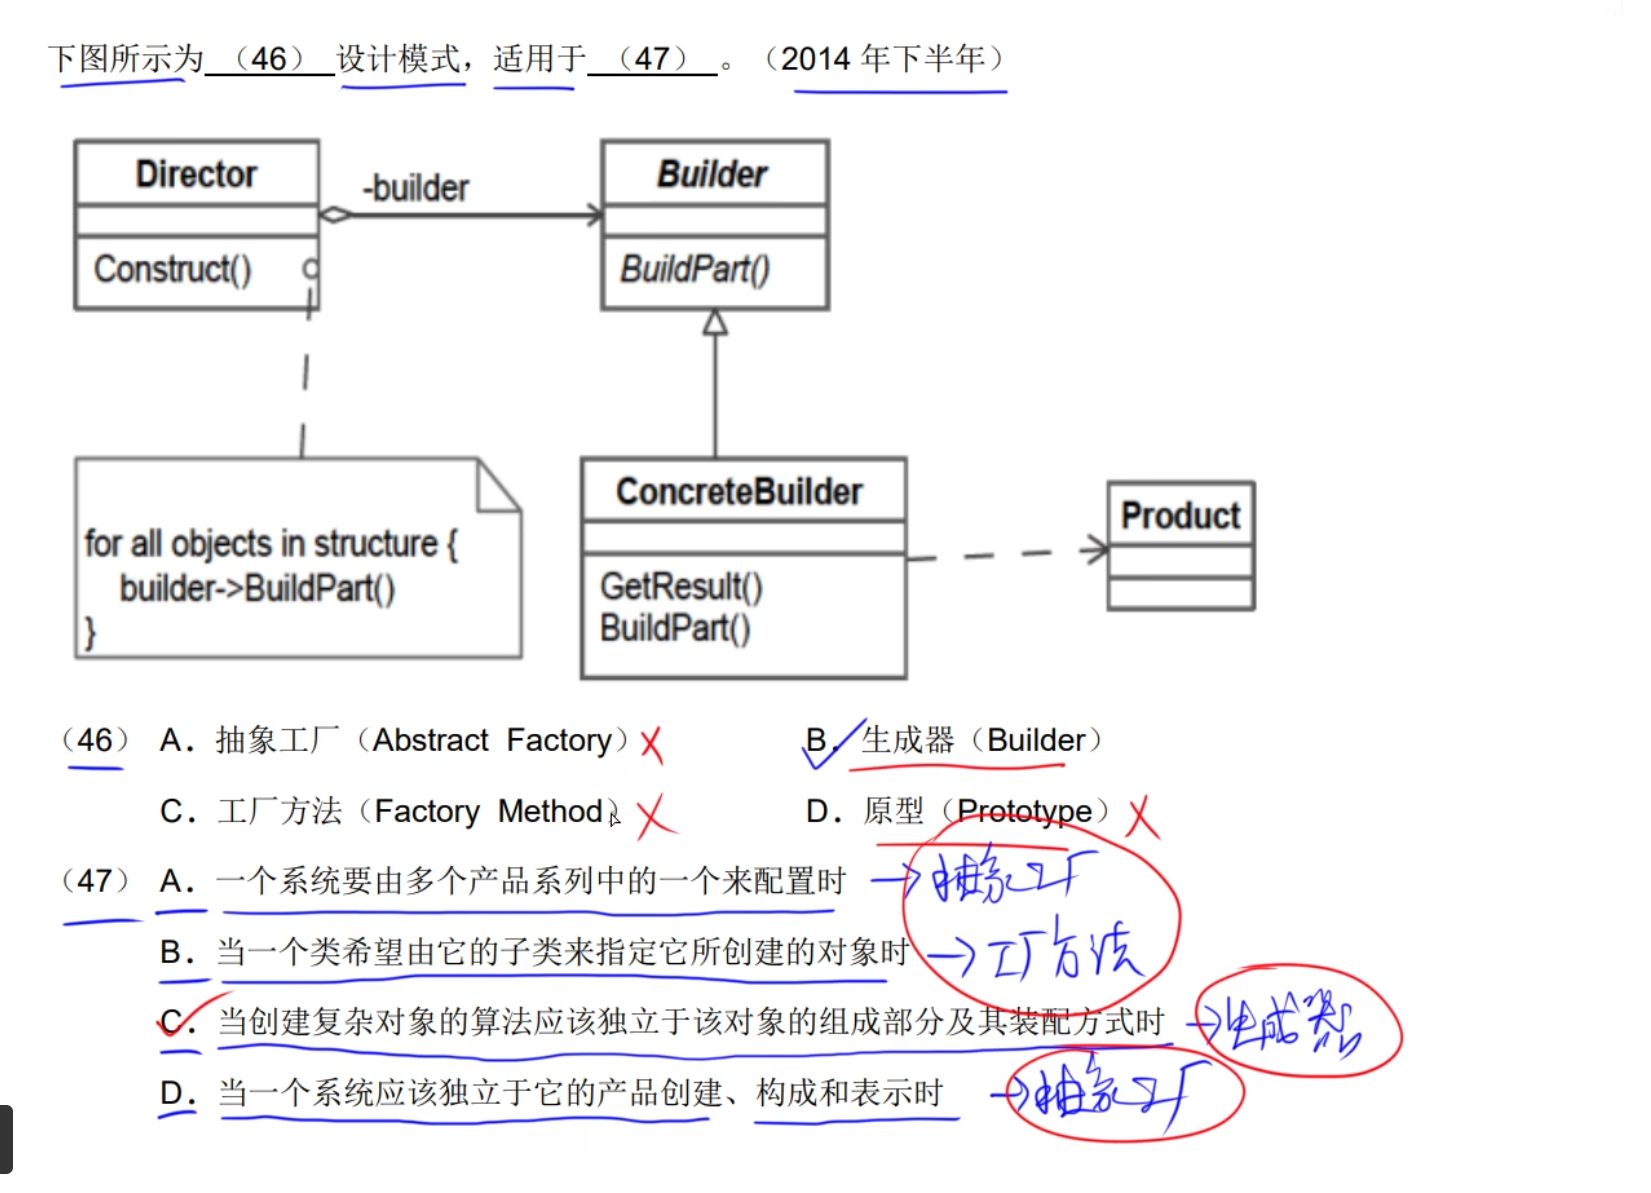 下图所示为 （46） 设计模式，适用于 （47） 。（2014 年下半年）
Director
-builder
Builder
Construct()
BuildPart()
for all objects in structure {
builder->BuildPart()
}
ConcreteBuilder
GetResult()
BuildPart()
Product
（46） A．抽象工厂（Abstract Factory） B．生成器（Builder）
C．工厂方法（Factory Method） D．原型（Prototype）
（47） A．一个系统要由多个产品系列中的一个来配置时 →抽象工厂
B．当一个类希望由它的子类来指定它所创建的对象时 →工厂方法
C．当创建复杂对象的算法应该独立于该对象的组成部分及其装配方式时 →生成器
D．当一个系统应该独立于它的产品创建、构成和表示时 →抽象工厂